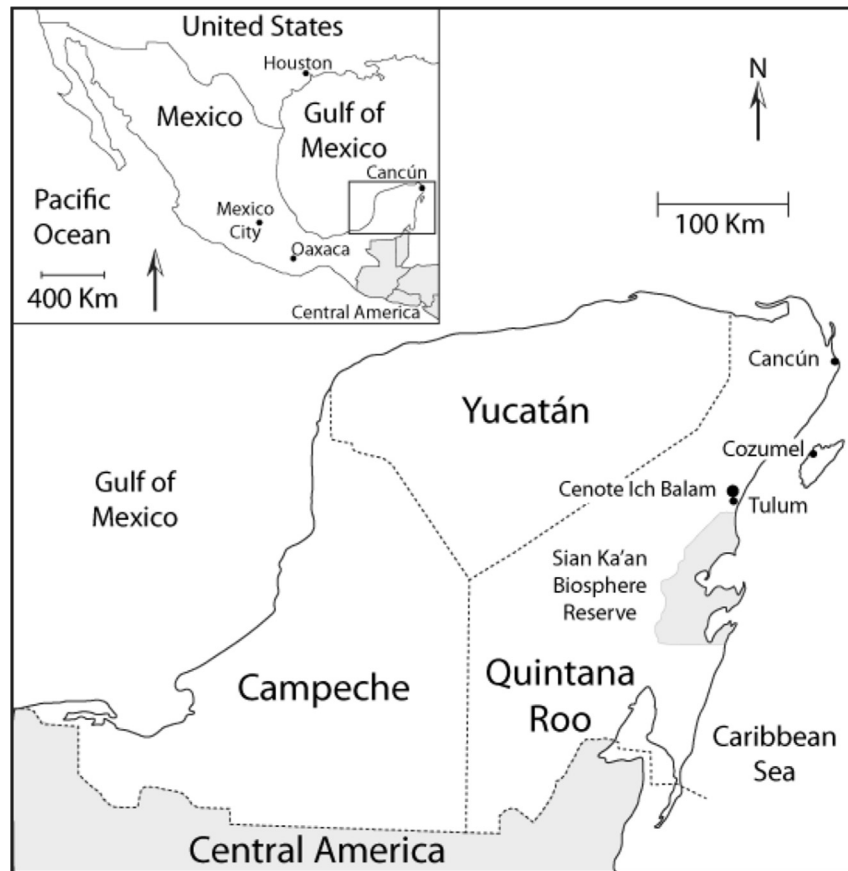 United States
Houston
Mexico
Gulf of
Mexico
Cancún
Pacific
Ocean
Mexico
City
Oaxaca
400 Km
Central America
N
100 Km
Cancún
Yucatán
Cozumel
Gulf of
Mexico
Cenote Ich Balam
Tulum
Sian Ka'an
Biosphere
Reserve
Campeche
Quintana
Roo
Caribbean
Sea
Central America